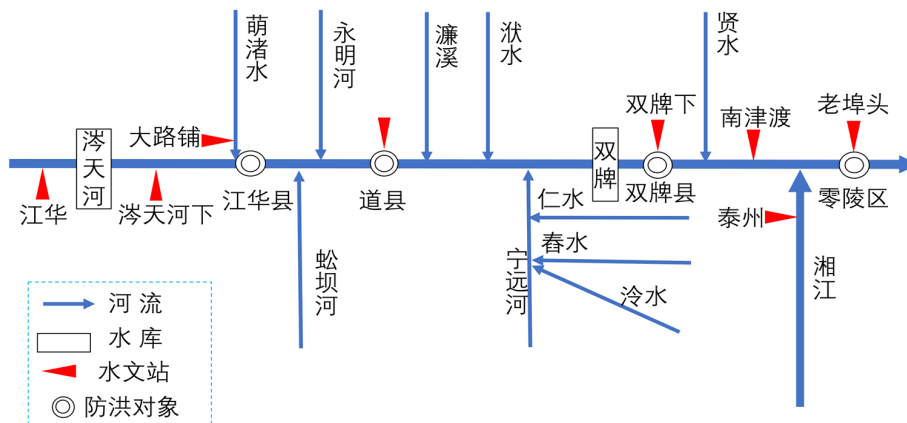 萌渚水
永明河
濂溪
洑水
贤水
大路铺
双牌下
南津渡
老埠头
涔天河
双牌
江华
涔天河下
江华县
道县
双牌县
零陵区
仁水
泰州
舂水
泠水
蚣坝河
宁远河
湘江
河流
水库
水文站
防洪对象